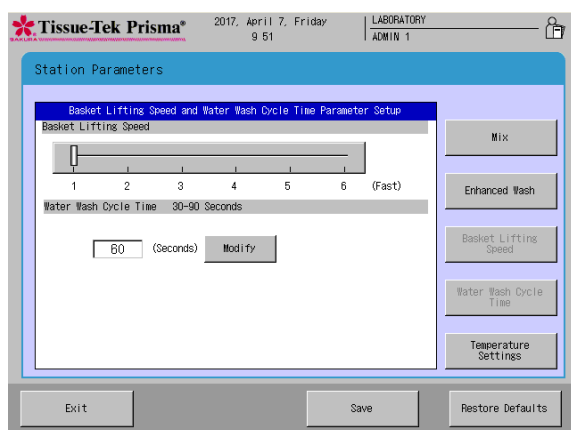 Tissue-Tek Prisma®
SAKURA
2017, April 7, Friday
9 51
LABORATORY
ADMIN 1
Station Parameters
Basket Lifting Speed and Water Wash Cycle Time Parameter Setup
Basket Lifting Speed
1 2 3 4 5 6 (Fast)
Water Wash Cycle Time 30-90 Seconds
60 (Seconds) Modify
Mix
Enhanced Wash
Basket Lifting
Speed
Water Wash Cycle
Time
Temperature
Settings
Exit
Save
Restore Defaults